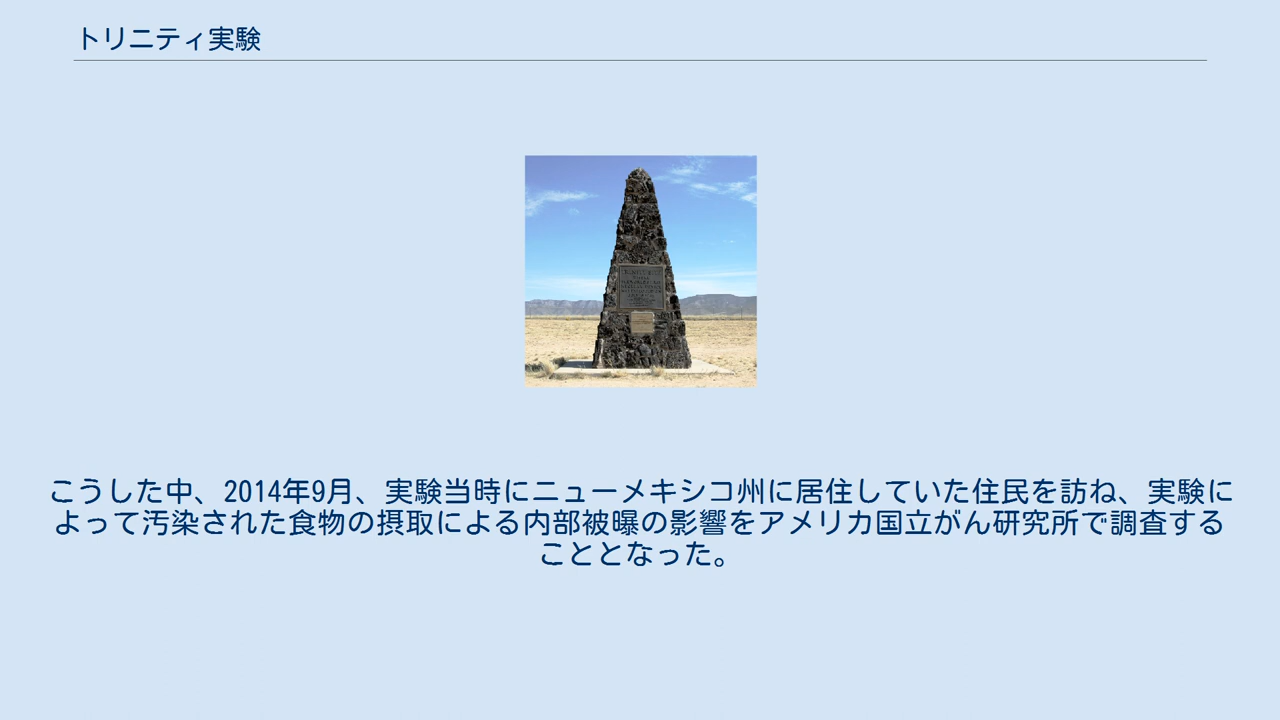 トリニティ実験
こうした中、2014年9月、実験当時にニューメキシコ州に居住していた住民を訪ね、実験に
よって汚染された食物の摂取による内部被曝の影響をアメリカ国立がん研究所で調査する
こととなった。